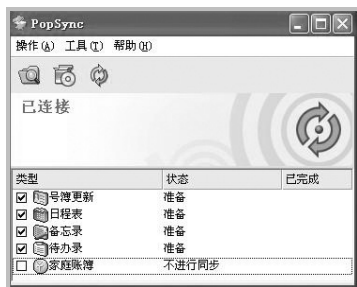 PopSync
操作(A) 工具(T) 帮助(H)
已连接
类型 状态 已完成
号簿更新 准备
日程表 准备
备忘录 准备
待办录 准备
家庭账簿 不进行同步